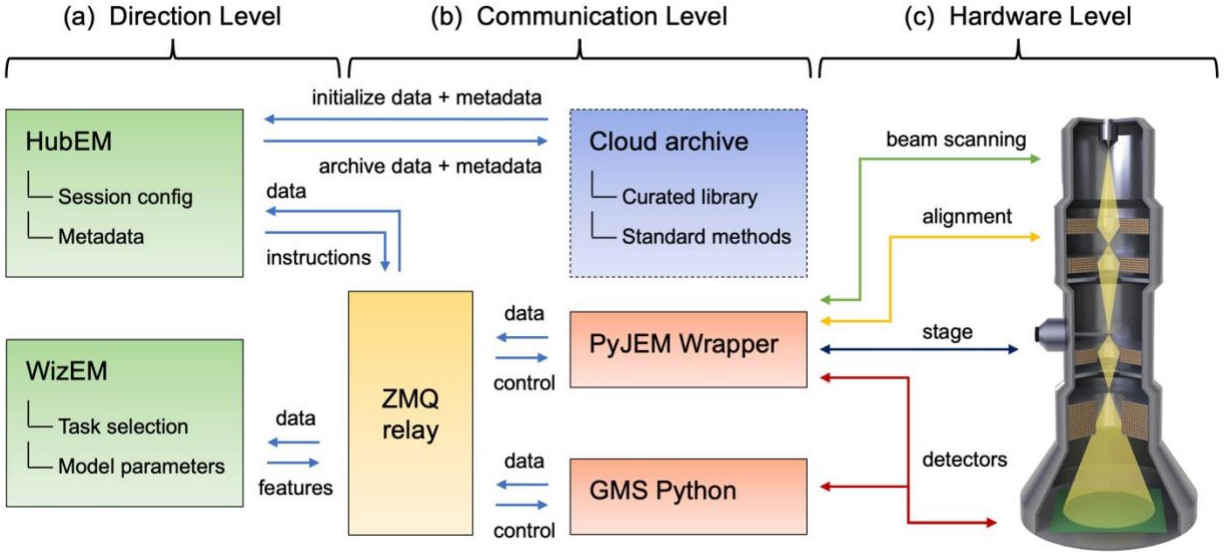 (a) Direction Level
(b) Communication Level
(c) Hardware Level
HubEM
Session config
Metadata
initialize data + metadata
archive data + metadata
data
instructions
Cloud archive
Curated library
Standard methods
WizEM
Task selection
Model parameters
data
features
ZMQ
relay
data
control
PyJEM Wrapper
data
control
GMS Python
beam scanning
alignment
stage
detectors